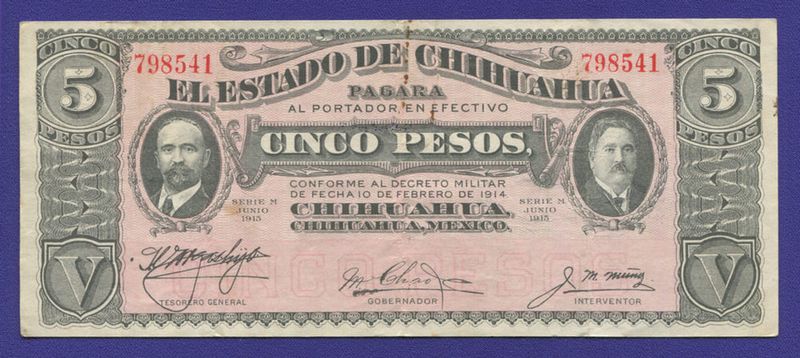 CINCO
5
PESOS
798541
EL ESTADO DE CHIHUAHUA
798541
CINCO
5
PESOS
PAGARA
AL PORTADOR, EN EFECTIVO
CINCO PESOS,
CONFORME AL DECRETO MILITAR
DE FECHA 10 DE FEBRERO DE 1914.
SERIE M
JUNIO
1915
CHIHUAHUA,
CHIHUAHUA, MEXICO.
SERIE M
JUNIO
1915
V
CINCO PESOS
V
TESORERO GENERAL
M. Chao
GOBERNADOR
INTERVENTOR